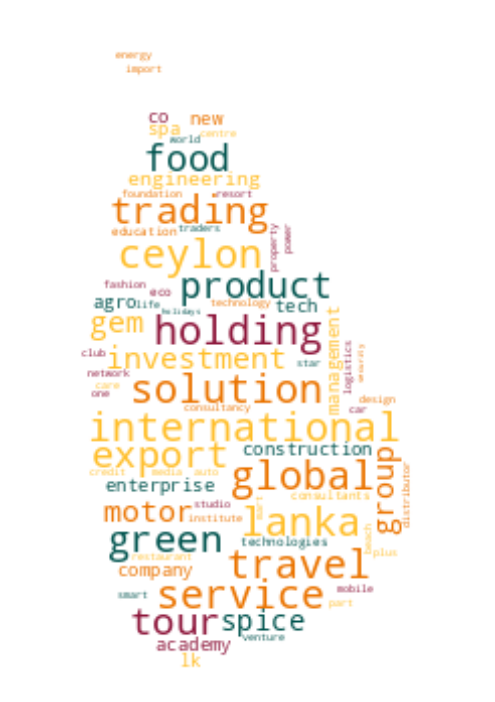 energy
import
co new
spa centre
world
food
engineering
foundation resort
trading
education traders
ceylon property power
product
fashion eco
agro life technology tech
holidays
gem holding management
club investment star logistics security
network
care solution
one consultancy design
car
international
export construction
credit media auto global group distributor
enterprise consultants
motor studio mart
institute lanka
green technologies beach
restaurant plus
company travel
smart service mobile
part
tour spice
venture
academy
lk